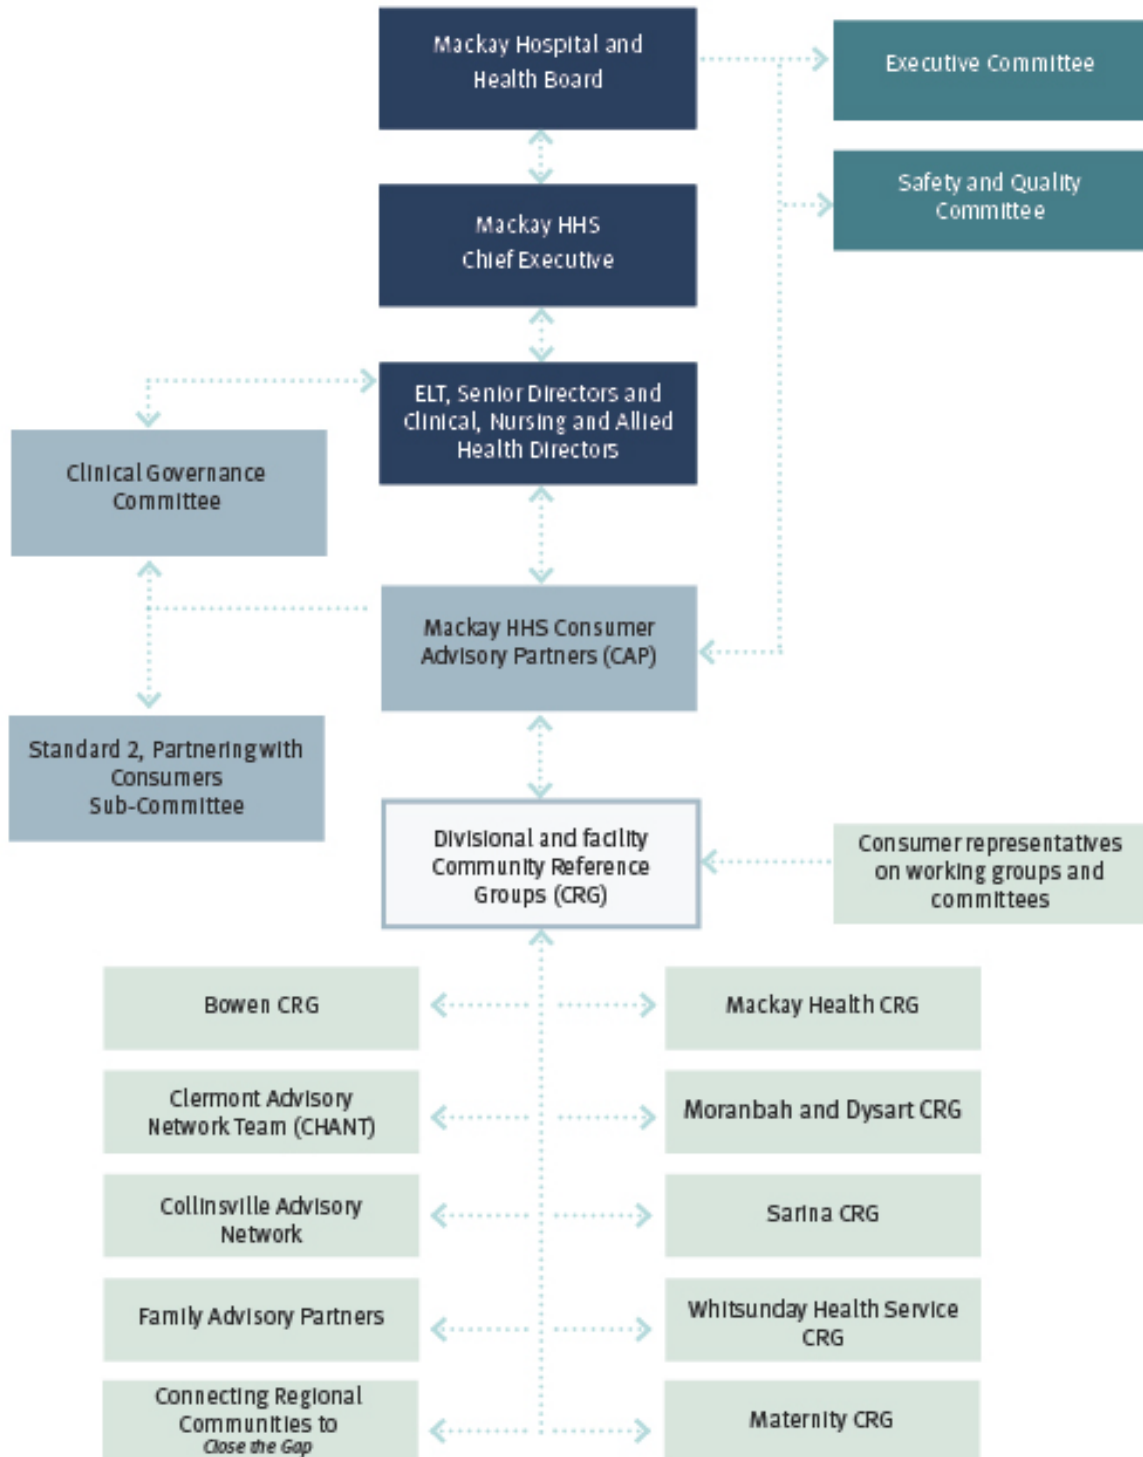 Mackay Hospital and
Health Board
Executive Committee
Safety and Quality
Committee
Mackay HHS
Chief Executive
ELT, Senior Directors and
Clinical, Nursing and Allied
Health Directors
Clinical Governance
Committee
Mackay HHS Consumer
Advisory Partners (CAP)
Standard 2, Partnering with
Consumers
Sub-Committee
Divisional and facility
Community Reference
Groups (CRG)
Consumer representatives
on working groups and
committees
Bowen CRG
Mackay Health CRG
Clermont Advisory
Network Team (CHANT)
Moranbah and Dysart CRG
Collinsville Advisory
Network
Sarina CRG
Family Advisory Partners
Whitsunday Health Service
CRG
Connecting Regional
Communities to
Close the Gap
Maternity CRG